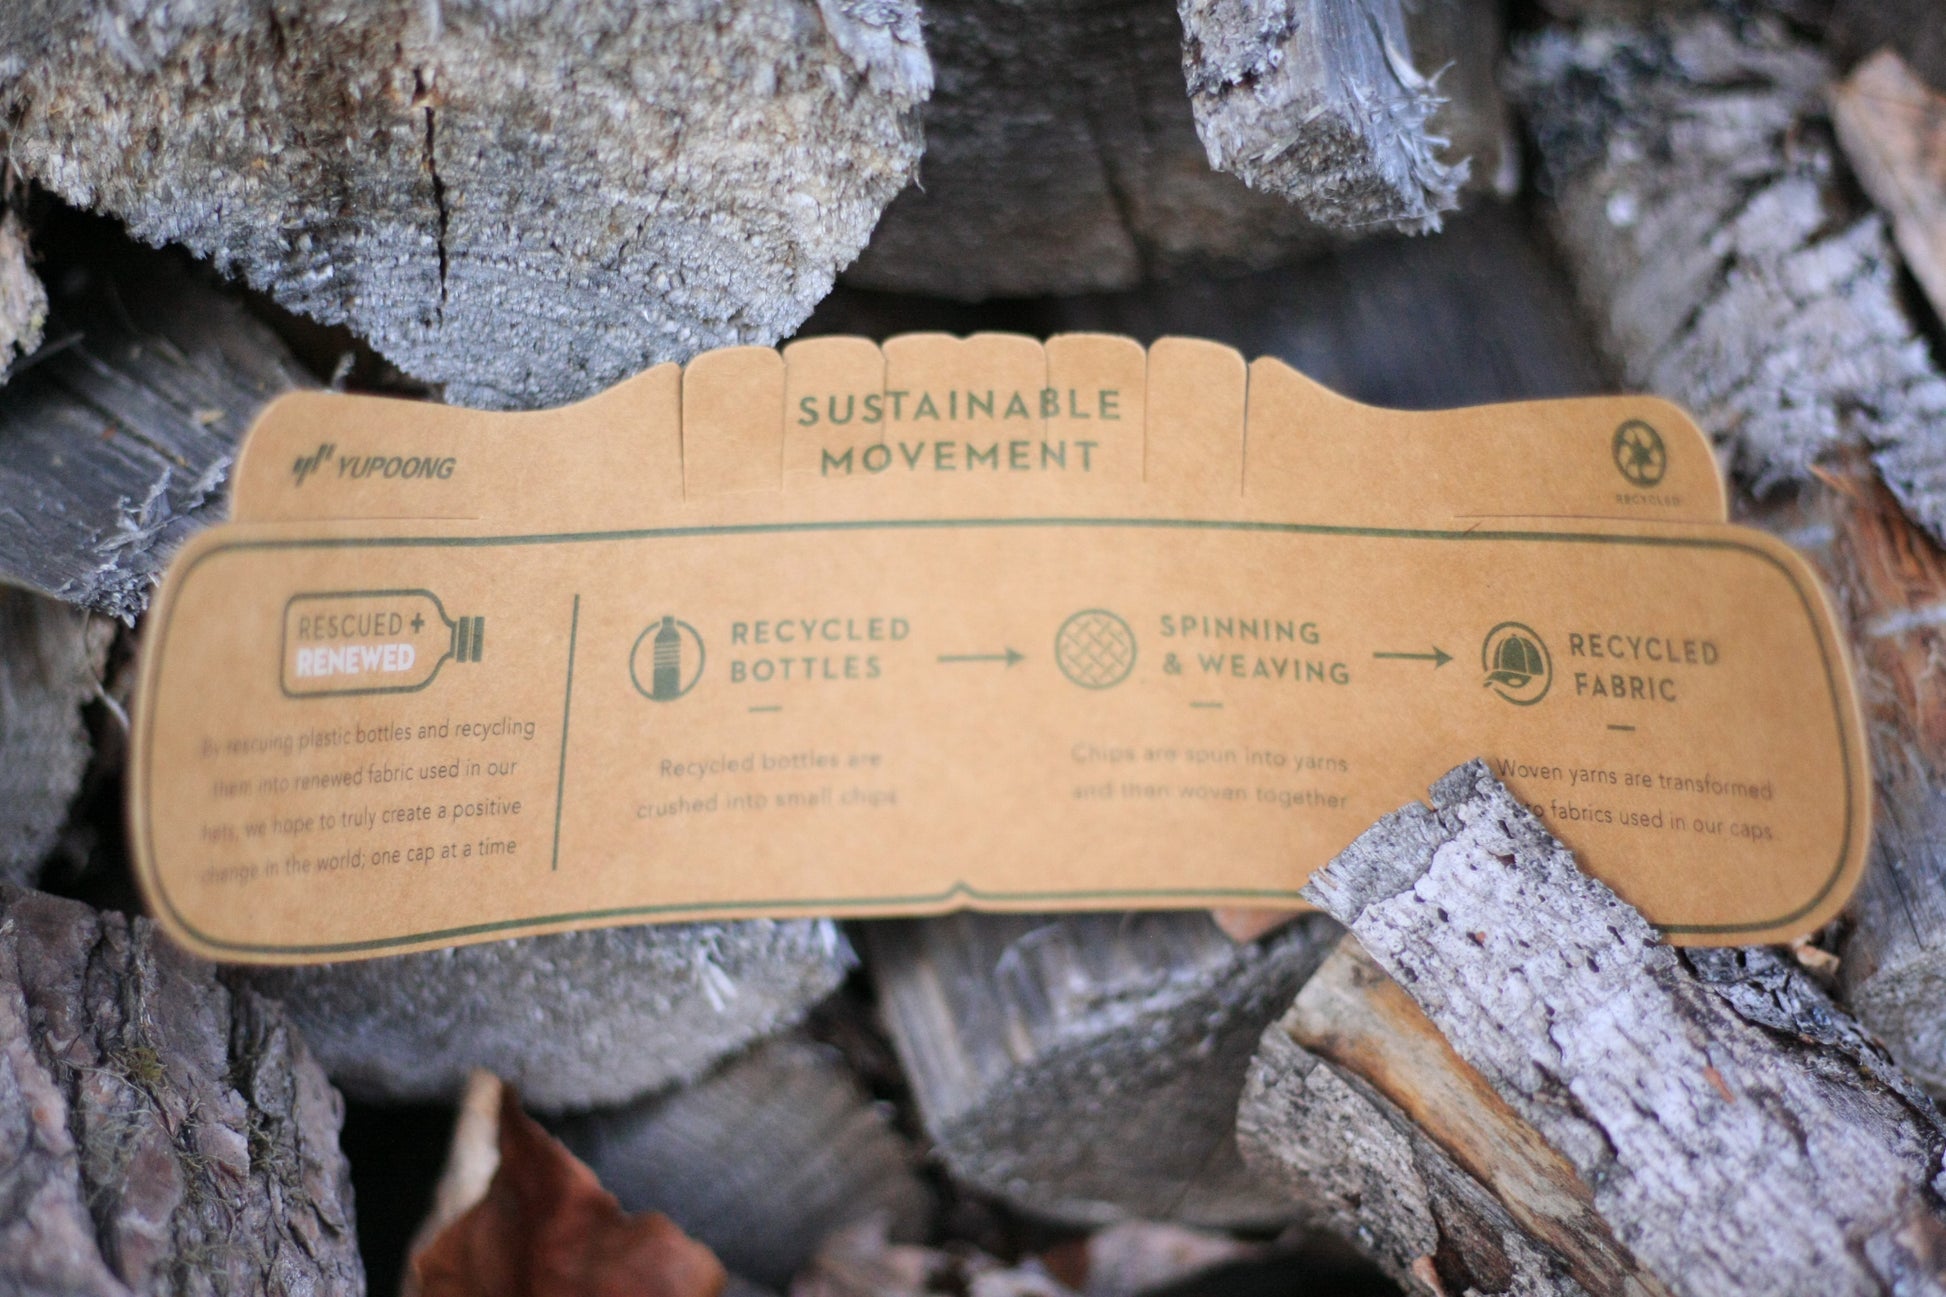 YUPOONG
SUSTAINABLE
MOVEMENT
RECYCLED
RESCUED +
RENEWED
By rescuing plastic bottles and recycling
them into renewed fabric used in our
hats, we hope to truly create a positive
change in the world; one cap at a time
RECYCLED
BOTTLES
Recycled bottles are
crushed into small chips
SPINNING
& WEAVING
Chips are spun into yarns
and then woven together
RECYCLED
FABRIC
Woven yarns are transformed
fabrics used in our caps